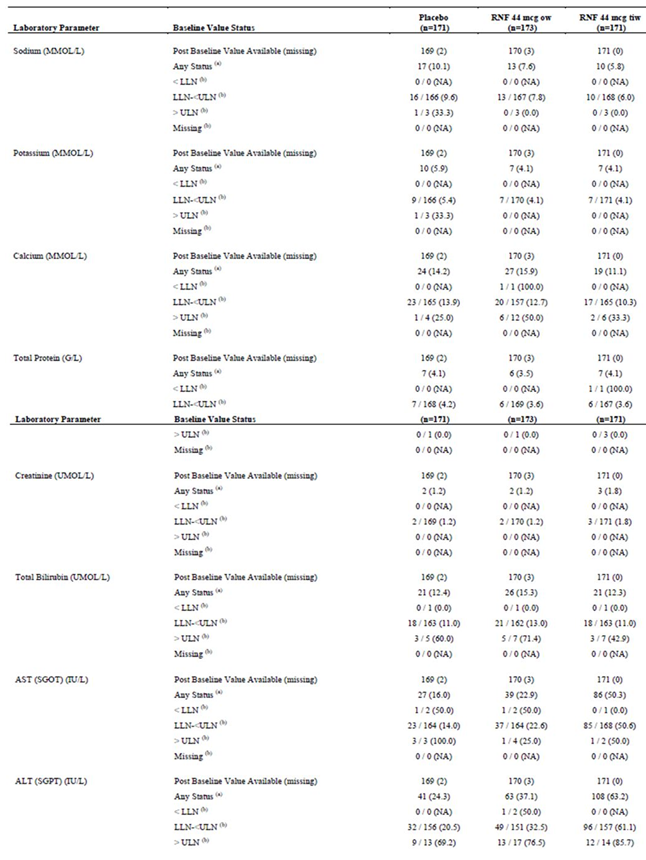 Laboratory Parameter Baseline Value Status Placebo (n=171) RNF 44 mcg ow (n=173) RNF 44 mcg tiw (n=171)
Sodium (MMOL/L) Post Baseline Value Available (missing) 169 (2) 170 (3) 171 (0)
Any Status (a) 17 (10.1) 13 (7.6) 10 (5.8)
< LLN (b) 0 / 0 (NA) 0 / 0 (NA) 0 / 0 (NA)
LLN-<ULN (b) 16 / 166 (9.6) 13 / 167 (7.8) 10 / 168 (6.0)
> ULN (b) 1 / 3 (33.3) 0 / 3 (0.0) 0 / 3 (0.0)
Missing (b) 0 / 0 (NA) 0 / 0 (NA) 0 / 0 (NA)
Potassium (MMOL/L) Post Baseline Value Available (missing) 169 (2) 170 (3) 171 (0)
Any Status (a) 10 (5.9) 7 (4.1) 7 (4.1)
< LLN (b) 0 / 0 (NA) 0 / 0 (NA) 0 / 0 (NA)
LLN-<ULN (b) 9 / 166 (5.4) 7 / 170 (4.1) 7 / 171 (4.1)
> ULN (b) 1 / 3 (33.3) 0 / 0 (NA) 0 / 0 (NA)
Missing (b) 0 / 0 (NA) 0 / 0 (NA) 0 / 0 (NA)
Calcium (MMOL/L) Post Baseline Value Available (missing) 169 (2) 170 (3) 171 (0)
Any Status (a) 24 (14.2) 27 (15.9) 19 (11.1)
< LLN (b) 0 / 0 (NA) 1 / 1 (100.0) 0 / 0 (NA)
LLN-<ULN (b) 23 / 165 (13.9) 20 / 157 (12.7) 17 / 165 (10.3)
> ULN (b) 1 / 4 (25.0) 6 / 12 (50.0) 2 / 6 (33.3)
Missing (b) 0 / 0 (NA) 0 / 0 (NA) 0 / 0 (NA)
Total Protein (G/L) Post Baseline Value Available (missing) 169 (2) 170 (3) 171 (0)
Any Status (a) 7 (4.1) 6 (3.5) 7 (4.1)
< LLN (b) 0 / 0 (NA) 0 / 0 (NA) 1 / 1 (100.0)
LLN-<ULN (b) 7 / 168 (4.2) 6 / 169 (3.6) 6 / 167 (3.6)
Laboratory Parameter Baseline Value Status (n=171) (n=173) (n=171)
> ULN (b) 0 / 1 (0.0) 0 / 1 (0.0) 0 / 3 (0.0)
Missing (b) 0 / 0 (NA) 0 / 0 (NA) 0 / 0 (NA)
Creatinine (UMOL/L) Post Baseline Value Available (missing) 169 (2) 170 (3) 171 (0)
Any Status (a) 2 (1.2) 2 (1.2) 3 (1.8)
< LLN (b) 0 / 0 (NA) 0 / 0 (NA) 0 / 0 (NA)
LLN-<ULN (b) 2 / 169 (1.2) 2 / 170 (1.2) 3 / 171 (1.8)
> ULN (b) 0 / 0 (NA) 0 / 0 (NA) 0 / 0 (NA)
Missing (b) 0 / 0 (NA) 0 / 0 (NA) 0 / 0 (NA)
Total Bilirubin (UMOL/L) Post Baseline Value Available (missing) 169 (2) 170 (3) 171 (0)
Any Status (a) 21 (12.4) 26 (15.3) 21 (12.3)
< LLN (b) 0 / 1 (0.0) 0 / 1 (0.0) 0 / 1 (0.0)
LLN-<ULN (b) 18 / 163 (11.0) 21 / 162 (13.0) 18 / 163 (11.0)
> ULN (b) 3 / 5 (60.0) 5 / 7 (71.4) 3 / 7 (42.9)
Missing (b) 0 / 0 (NA) 0 / 0 (NA) 0 / 0 (NA)
AST (SGOT) (IU/L) Post Baseline Value Available (missing) 169 (2) 170 (3) 171 (0)
Any Status (a) 27 (16.0) 39 (22.9) 86 (50.3)
< LLN (b) 1 / 2 (50.0) 1 / 2 (50.0) 0 / 1 (0.0)
LLN-<ULN (b) 23 / 164 (14.0) 37 / 164 (22.6) 85 / 168 (50.6)
> ULN (b) 3 / 3 (100.0) 1 / 4 (25.0) 1 / 2 (50.0)
Missing (b) 0 / 0 (NA) 0 / 0 (NA) 0 / 0 (NA)
ALT (SGPT) (IU/L) Post Baseline Value Available (missing) 169 (2) 170 (3) 171 (0)
Any Status (a) 41 (24.3) 63 (37.1) 108 (63.2)
< LLN (b) 0 / 0 (NA) 1 / 2 (50.0) 0 / 0 (NA)
LLN-<ULN (b) 32 / 156 (20.5) 49 / 151 (32.5) 96 / 157 (61.1)
> ULN (b) 9 / 13 (69.2) 13 / 17 (76.5) 12 / 14 (85.7)